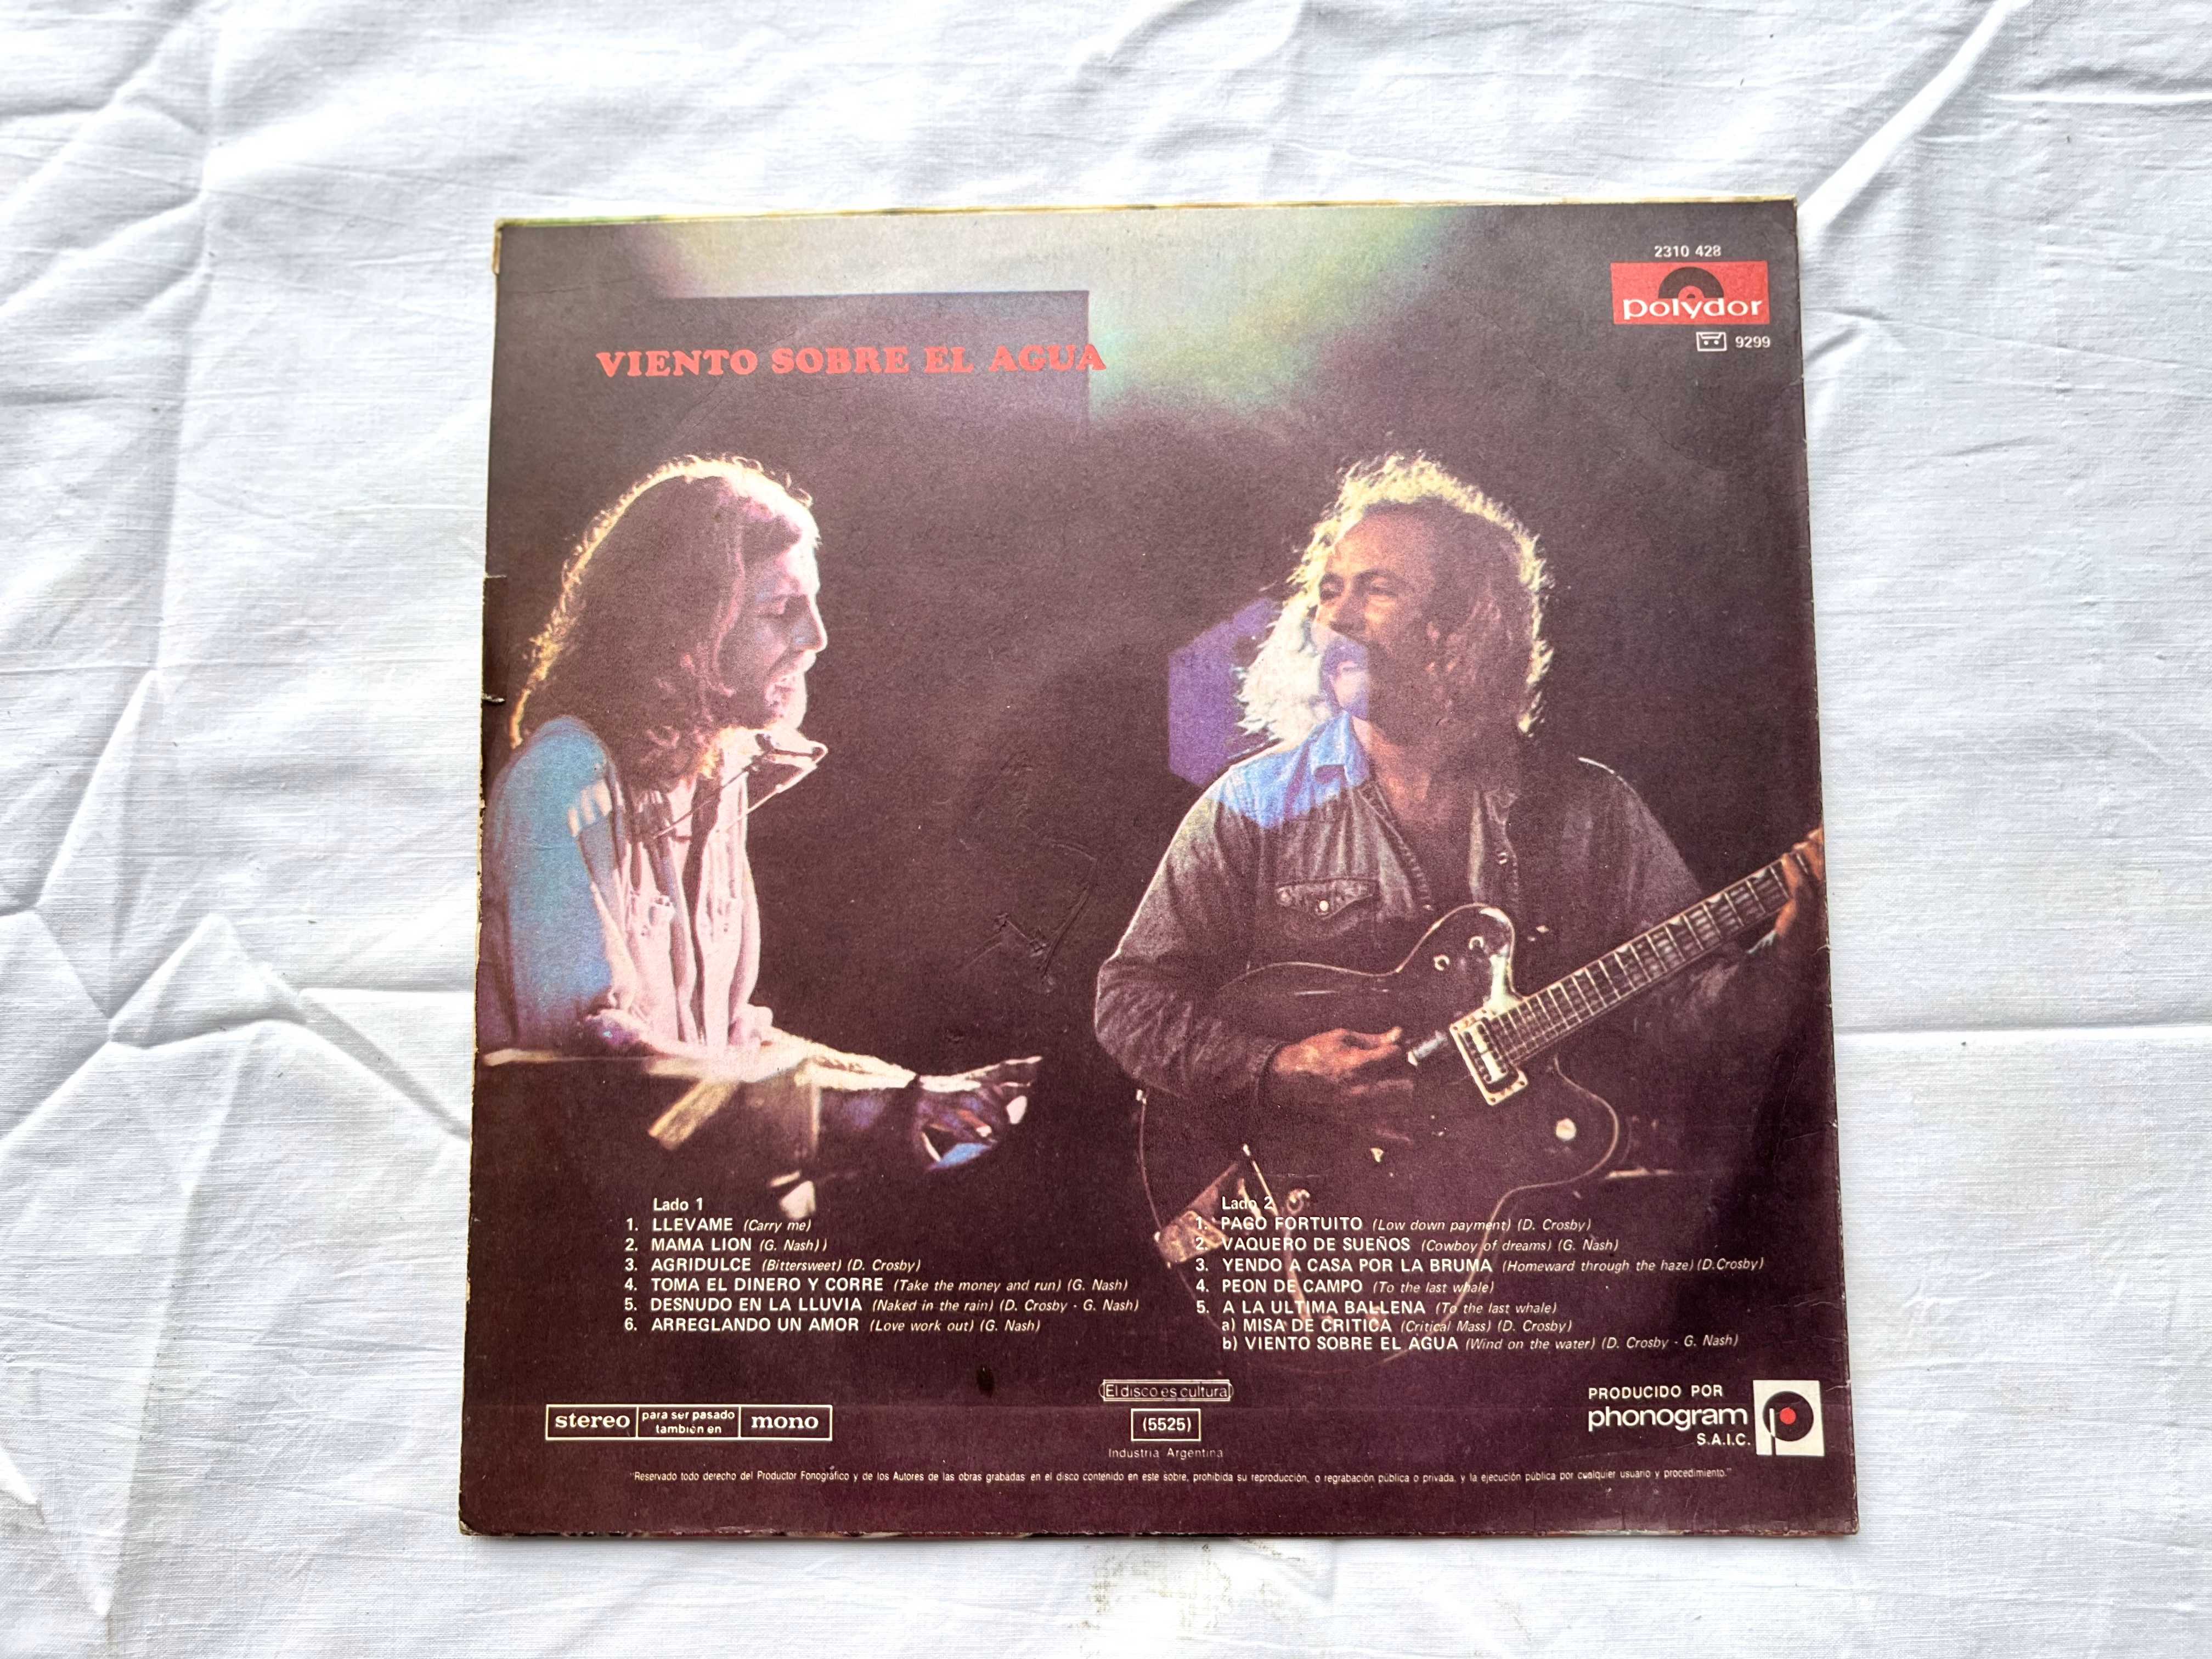 2310 428
polydor
9299
VIENTO SOBRE EL AGUA
Lado 1
1. LLEVAME (Carry me)
2. MAMA LION (G. Nash) )
3. AGRIDULCE (Bittersweet) (D. Crosby)
4. TOMA EL DINERO Y CORRE (Take the money and run) (G. Nash)
5. DESNUDO EN LA LLUVIA (Naked in the rain) (D. Crosby - G. Nash)
6. ARREGLANDO UN AMOR (Love work out) (G. Nash)
Lado 2
1. PAGO FORTUITO (Low down payment) (D. Crosby)
2. VAQUERO DE SUEÑOS (Cowboy of dreams) (G. Nash)
3. YENDO A CASA POR LA BRUMA (Homeward through the haze) (D.Crosby)
4. PEON DE CAMPO (To the last whale)
5. A LA ULTIMA BALLENA (To the last whale)
a) MISA DE CRITICA (Critical Mass) (D. Crosby)
b) VIENTO SOBRE EL AGUA (Wind on the water) (D. Crosby - G. Nash)
El disco es cultura
stereo para ser pasado también en mono
(5525)
Industria Argentina
PRODUCIDO POR
phonogram
S.A.I.C.
"Reservado todo derecho del Productor Fonográfico y de los Autores de las obras grabadas en el disco contenido en este sobre, prohibida su reproducción, o regrabación pública o privada, y la ejecución pública por cualquier usuario y procedimiento."